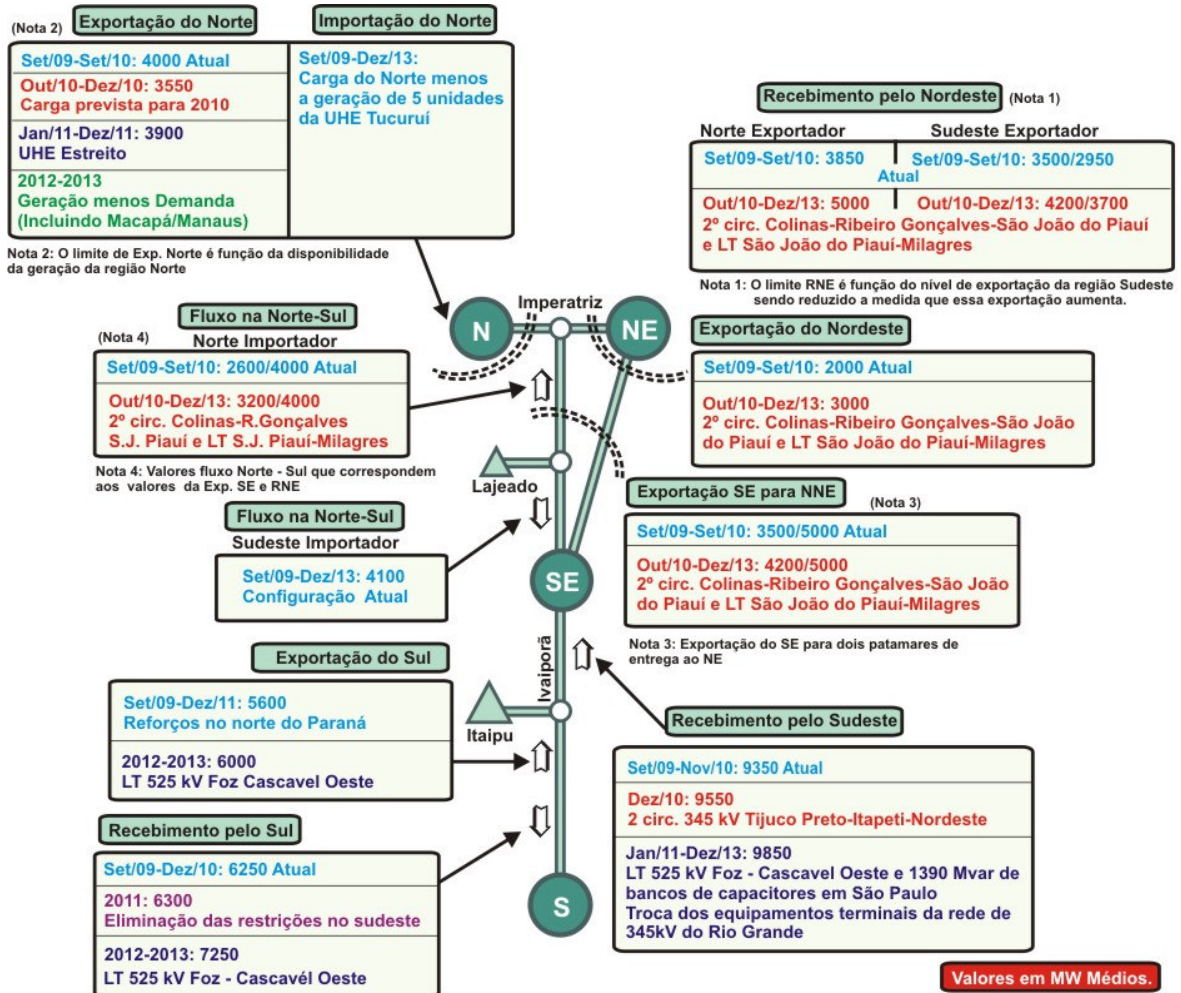 (Nota 2)
Exportação do Norte
Set/09-Set/10: 4000 Atual
Out/10-Dez/10: 3550
Carga prevista para 2010
Jan/11-Dez/11: 3900
UHE Estreito
2012-2013
Geração menos Demanda
(Incluindo Macapá/Manaus)
Importação do Norte
Set/09-Dez/13:
Carga do Norte menos
a geração de 5 unidades
da UHE Tucuruí
Nota 2: O limite de Exp. Norte é função da disponibilidade
da geração da região Norte
Recebimento pelo Nordeste
(Nota 1)
Norte Exportador
Sudeste Exportador
Set/09-Set/10: 3850
Set/09-Set/10: 3500/2950
Atual
Out/10-Dez/13: 5000
Out/10-Dez/13: 4200/3700
2º circ. Colinas-Ribeiro Gonçalves-São João do Piauí
e LT São João do Piauí-Milagres
Nota 1: O limite RNE é função do nível de exportação da região Sudeste
sendo reduzido a medida que essa exportação aumenta.
Fluxo na Norte-Sul
(Nota 4)
Norte Importador
Set/09-Set/10: 2600/4000 Atual
Out/10-Dez/13: 3200/4000
2º circ. Colinas-R.Gonçalves
S.J. Piauí e LT S.J. Piauí-Milagres
Nota 4: Valores fluxo Norte - Sul que correspondem
aos valores da Exp. SE e RNE
Imperatriz
N
NE
Exportação do Nordeste
Set/09-Set/10: 2000 Atual
Out/10-Dez/13: 3000
2º circ. Colinas-Ribeiro Gonçalves-São João
do Piauí e LT São João do Piauí-Milagres
Lajeado
Fluxo na Norte-Sul
Sudeste Importador
Set/09-Dez/13: 4100
Configuração Atual
SE
Exportação SE para NNE
(Nota 3)
Set/09-Set/10: 3500/5000 Atual
Out/10-Dez/13: 4200/5000
2º circ. Colinas-Ribeiro Gonçalves-São João
do Piauí e LT São João do Piauí-Milagres
Nota 3: Exportação do SE para dois patamares de
entrega ao NE
Exportação do Sul
Set/09-Dez/11: 5600
Reforços no norte do Paraná
2012-2013: 6000
LT 525 kV Foz Cascavel Oeste
Ivaiporã
Itaipu
Recebimento pelo Sudeste
Set/09-Nov/10: 9350 Atual
Dez/10: 9550
2 circ. 345 kV Tijuco Preto-Itapeti-Nordeste
Jan/11-Dez/13: 9850
LT 525 kV Foz - Cascavel Oeste e 1390 Mvar de
bancos de capacitores em São Paulo
Troca dos equipamentos terminais da rede de
345kV do Rio Grande
Recebimento pelo Sul
Set/09-Dez/10: 6250 Atual
2011: 6300
Eliminação das restrições no sudeste
2012-2013: 7250
LT 525 kV Foz - Cascavél Oeste
S
Valores em MW Médios.